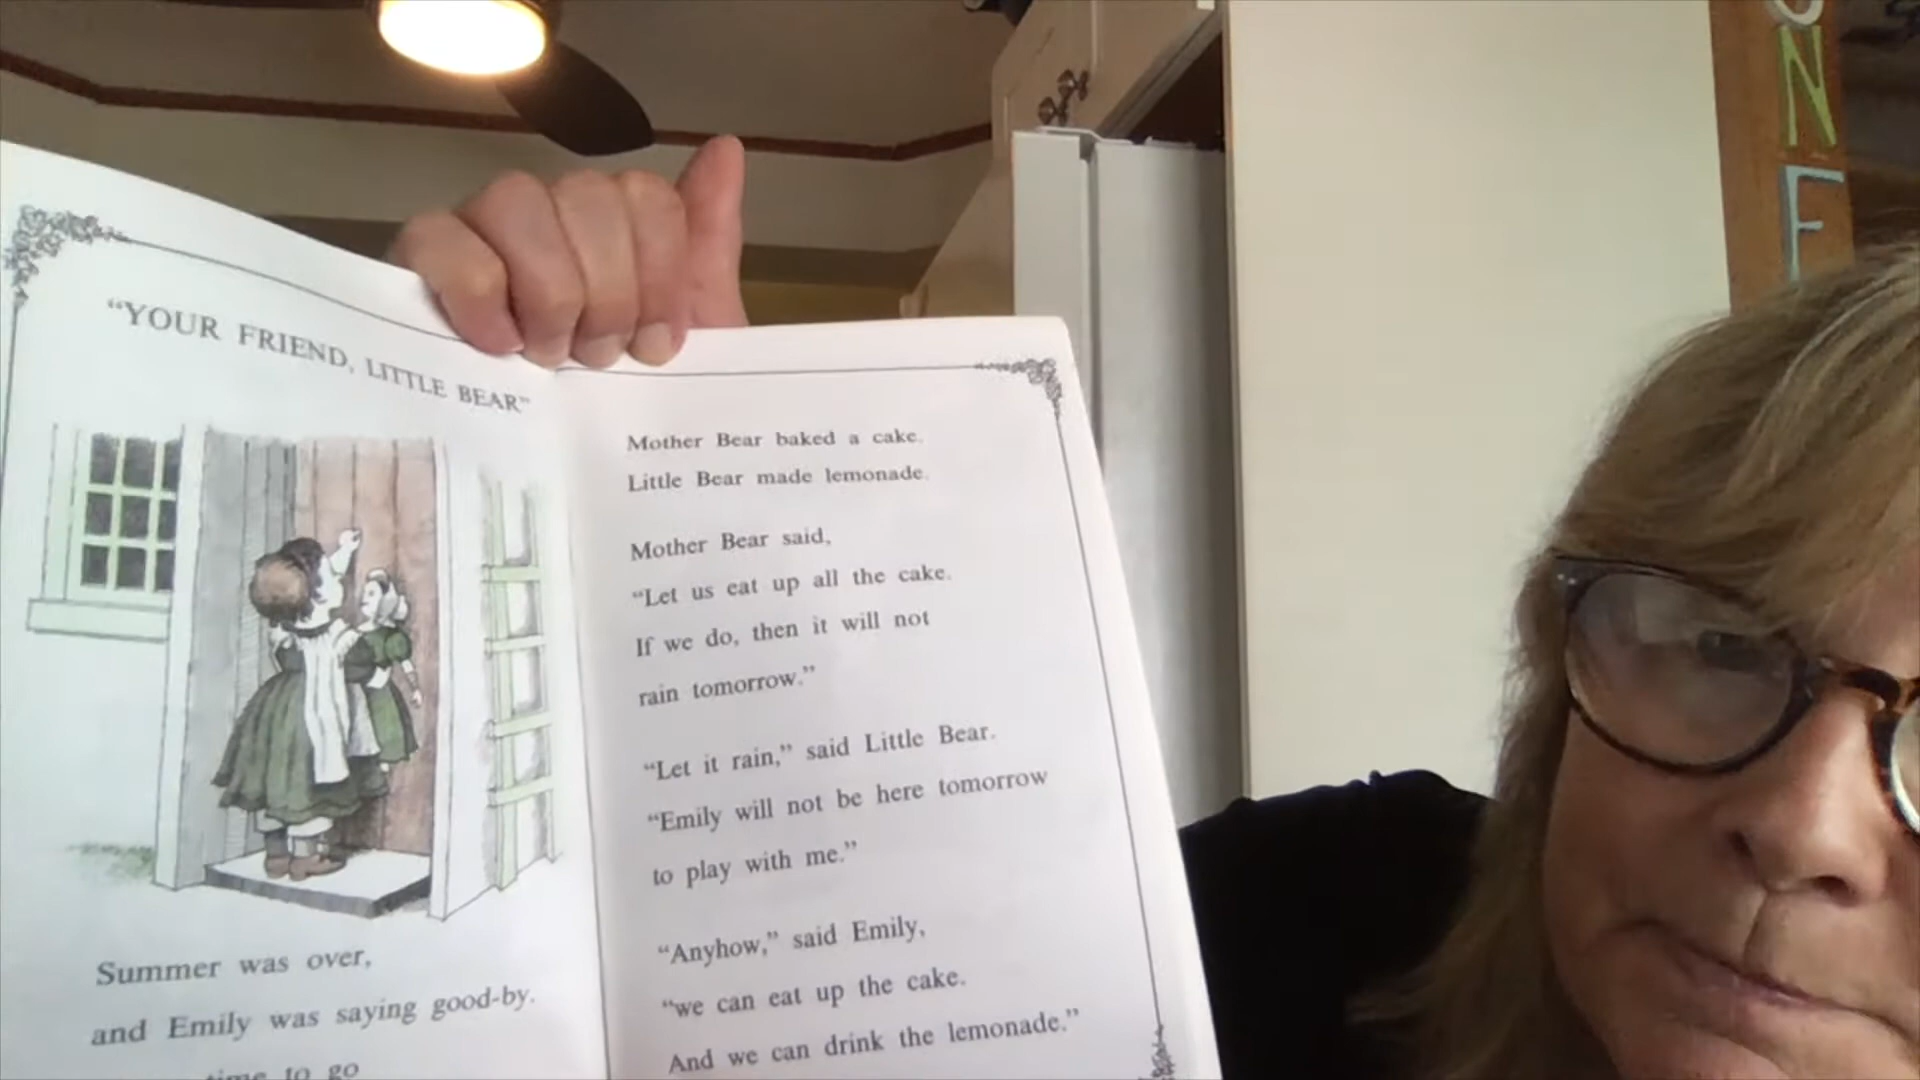 "YOUR FRIEND, LITTLE BEAR"
Summer was over,
and Emily was saying good-by.
time to go
Mother Bear baked a cake.
Little Bear made lemonade.
Mother Bear said,
"Let us eat up all the cake.
If we do, then it will not
rain tomorrow."
"Let it rain," said Little Bear.
"Emily will not be here tomorrow
to play with me."
"Anyhow," said Emily,
"we can eat up the cake.
And we can drink the lemonade."
N